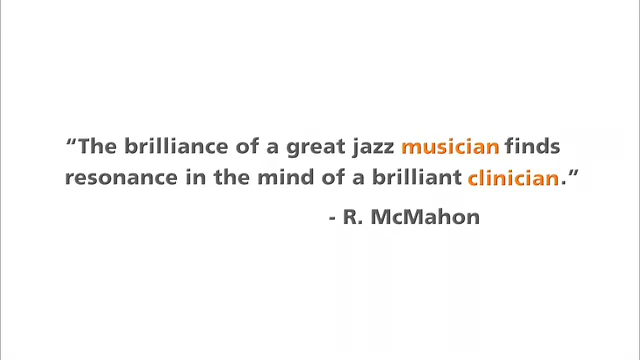 “The brilliance of a great jazz musician finds
resonance in the mind of a brilliant clinician.”
- R. McMahon